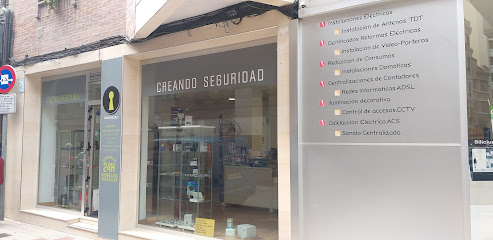 CREANDO SEGURIDAD
24H
Instalaciones Eléctricas
Instalación de Antenas TDT
Certificados Reformas Eléctricas
Instalación de Video-Porteros
Reducción de Consumos
Instalaciones Domóticas
Centralizaciones de Contadores
Redes Informáticas ADSL
Iluminación decorativa
Control de accesos.CCTV
Calefacción Eléctrica.ACS
Sonido Centralizado